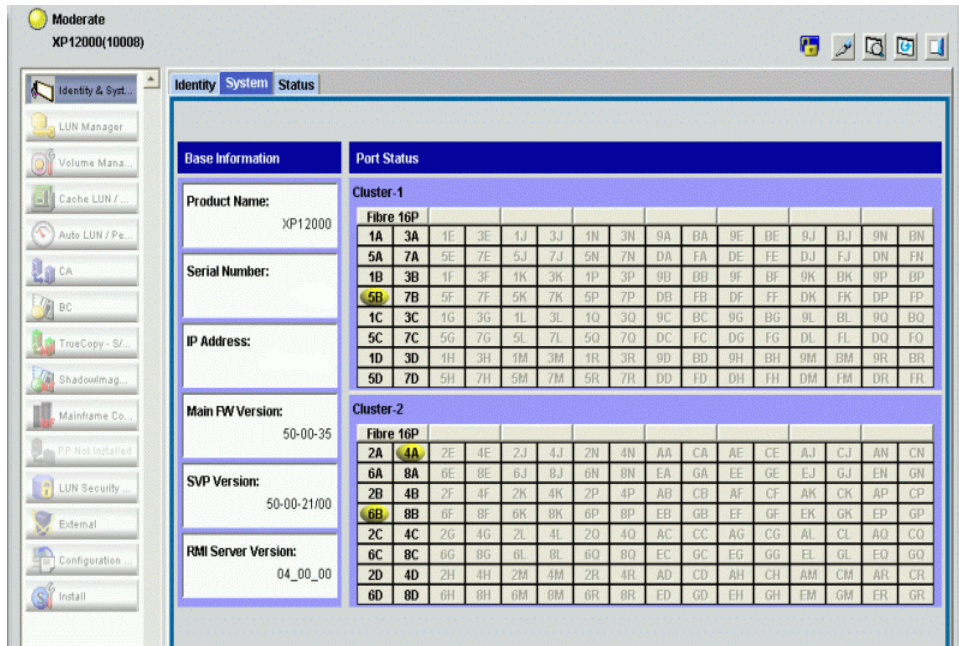 Moderate
XP12000(10008)
Identity & Syst...
LUN Manager
Volume Mana...
Cache LUN / ...
Auto LUN / Pe...
CA
BC
TrueCopy - S/...
ShadowImag...
Mainframe Co...
PP Not Installed
LUN Security ...
External
Configuration ...
Install
Identity System Status
Base Information
Product Name:
XP12000
Serial Number:
IP Address:
Main FW Version:
50-00-35
SVP Version:
50-00-21/00
RMI Server Version:
04_00_00
Port Status
Cluster-1
Fibre 16P
1A 3A 1E 3E 1J 3J 1N 3N 9A BA 9E BE 9J BJ 9N BN
5A 7A 5E 7E 5J 7J 5N 7N DA FA DE FE DJ FJ DN FN
1B 3B 1F 3F 1K 3K 1P 3P 9B BB 9F BF 9K BK 9P BP
5B 7B 5F 7F 5K 7K 5P 7P DB FB DF FF DK FK DP FP
1C 3C 1G 3G 1L 3L 1Q 3Q 9C BC 9G BG 9L BL 9Q BQ
5C 7C 5G 7G 5L 7L 5Q 7Q DC FC DG FG DL FL DQ FQ
1D 3D 1H 3H 1M 3M 1R 3R 9D BD 9H BH 9M BM 9R BR
5D 7D 5H 7H 5M 7M 5R 7R DD FD DH FH DM FM DR FR
Cluster-2
Fibre 16P
2A 4A 2E 4E 2J 4J 2N 4N AA CA AE CE AJ CJ AN CN
6A 8A 6E 8E 6J 8J 6N 8N EA GA EE GE EJ GJ EN GN
2B 4B 2F 4F 2K 4K 2P 4P AB CB AF CF AK CK AP CP
6B 8B 6F 8F 6K 8K 6P 8P EB GB EF GF EK GK EP GP
2C 4C 2G 4G 2L 4L 2Q 4Q AC CC AG CG AL CL AQ CQ
6C 8C 6G 8G 6L 8L 6Q 8Q EC GC EG GG EL GL EQ GQ
2D 4D 2H 4H 2M 4M 2R 4R AD CD AH CH AM CM AR CR
6D 8D 6H 8H 6M 8M 6R 8R ED GD EH GH EM GM ER GR